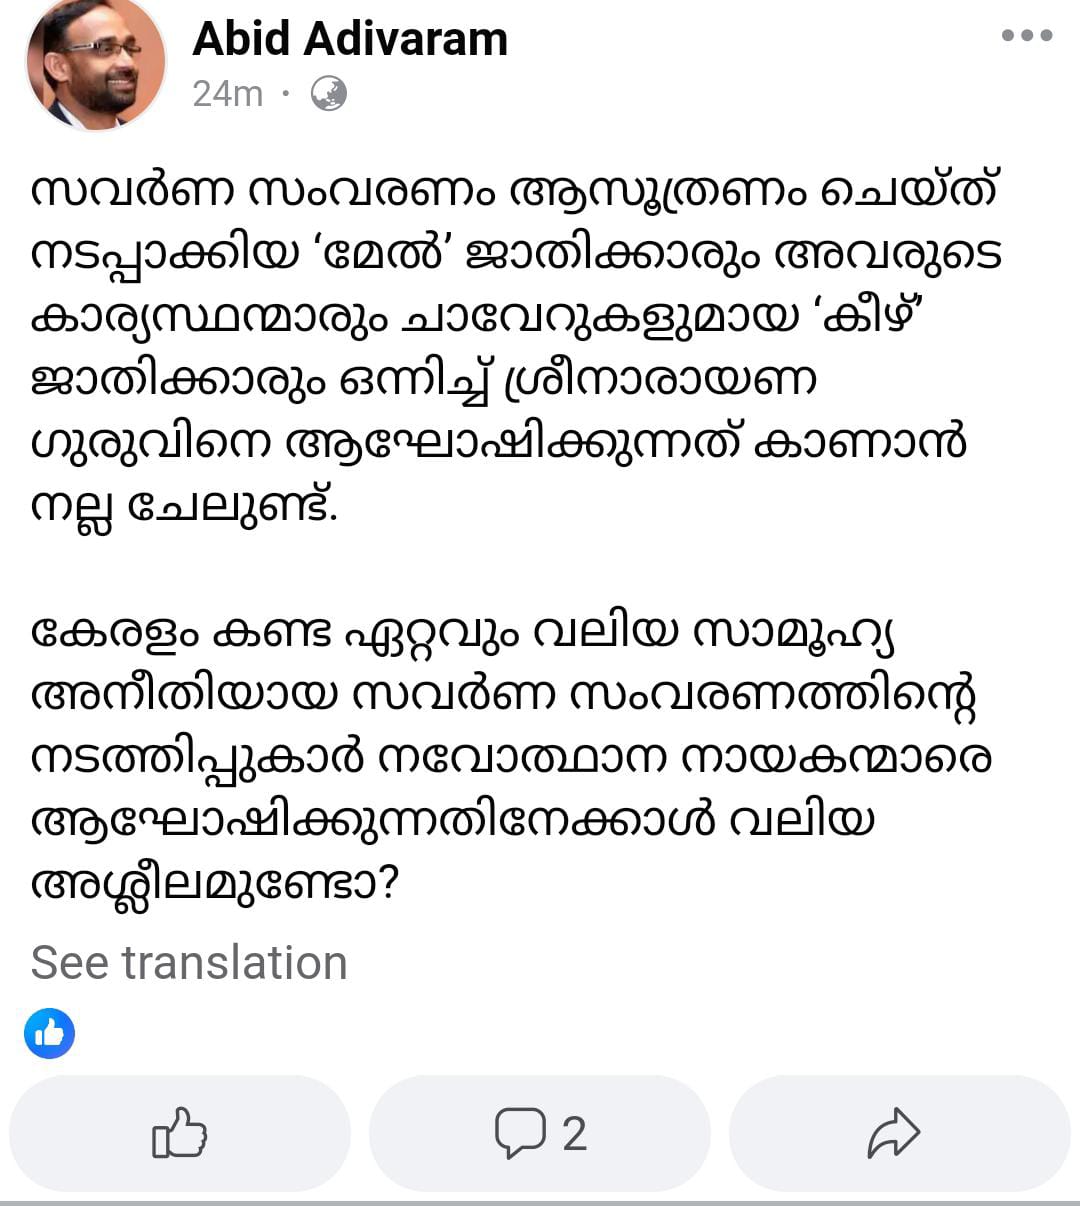 Abid Adivaram
24m ·
സവർണ സംവരണം ആസൂത്രണം ചെയ്ത്
നടപ്പാക്കിയ ‘മേൽ’ ജാതിക്കാരും അവരുടെ
കാര്യസ്ഥന്മാരും ചാവേറുകളുമായ ‘കീഴ്’
ജാതിക്കാരും ഒന്നിച്ച് ശ്രീനാരായണ
ഗുരുവിനെ ആഘോഷിക്കുന്നത് കാണാൻ
നല്ല ചേലുണ്ട്.
കേരളം കണ്ട ഏറ്റവും വലിയ സാമൂഹ്യ
അനീതിയായ സവർണ സംവരണത്തിന്റെ
നടത്തിപ്പുകാർ നവോത്ഥാന നായകന്മാരെ
ആഘോഷിക്കുന്നതിനേക്കാൾ വലിയ
അശ്ലീലമുണ്ടോ?
See translation
2